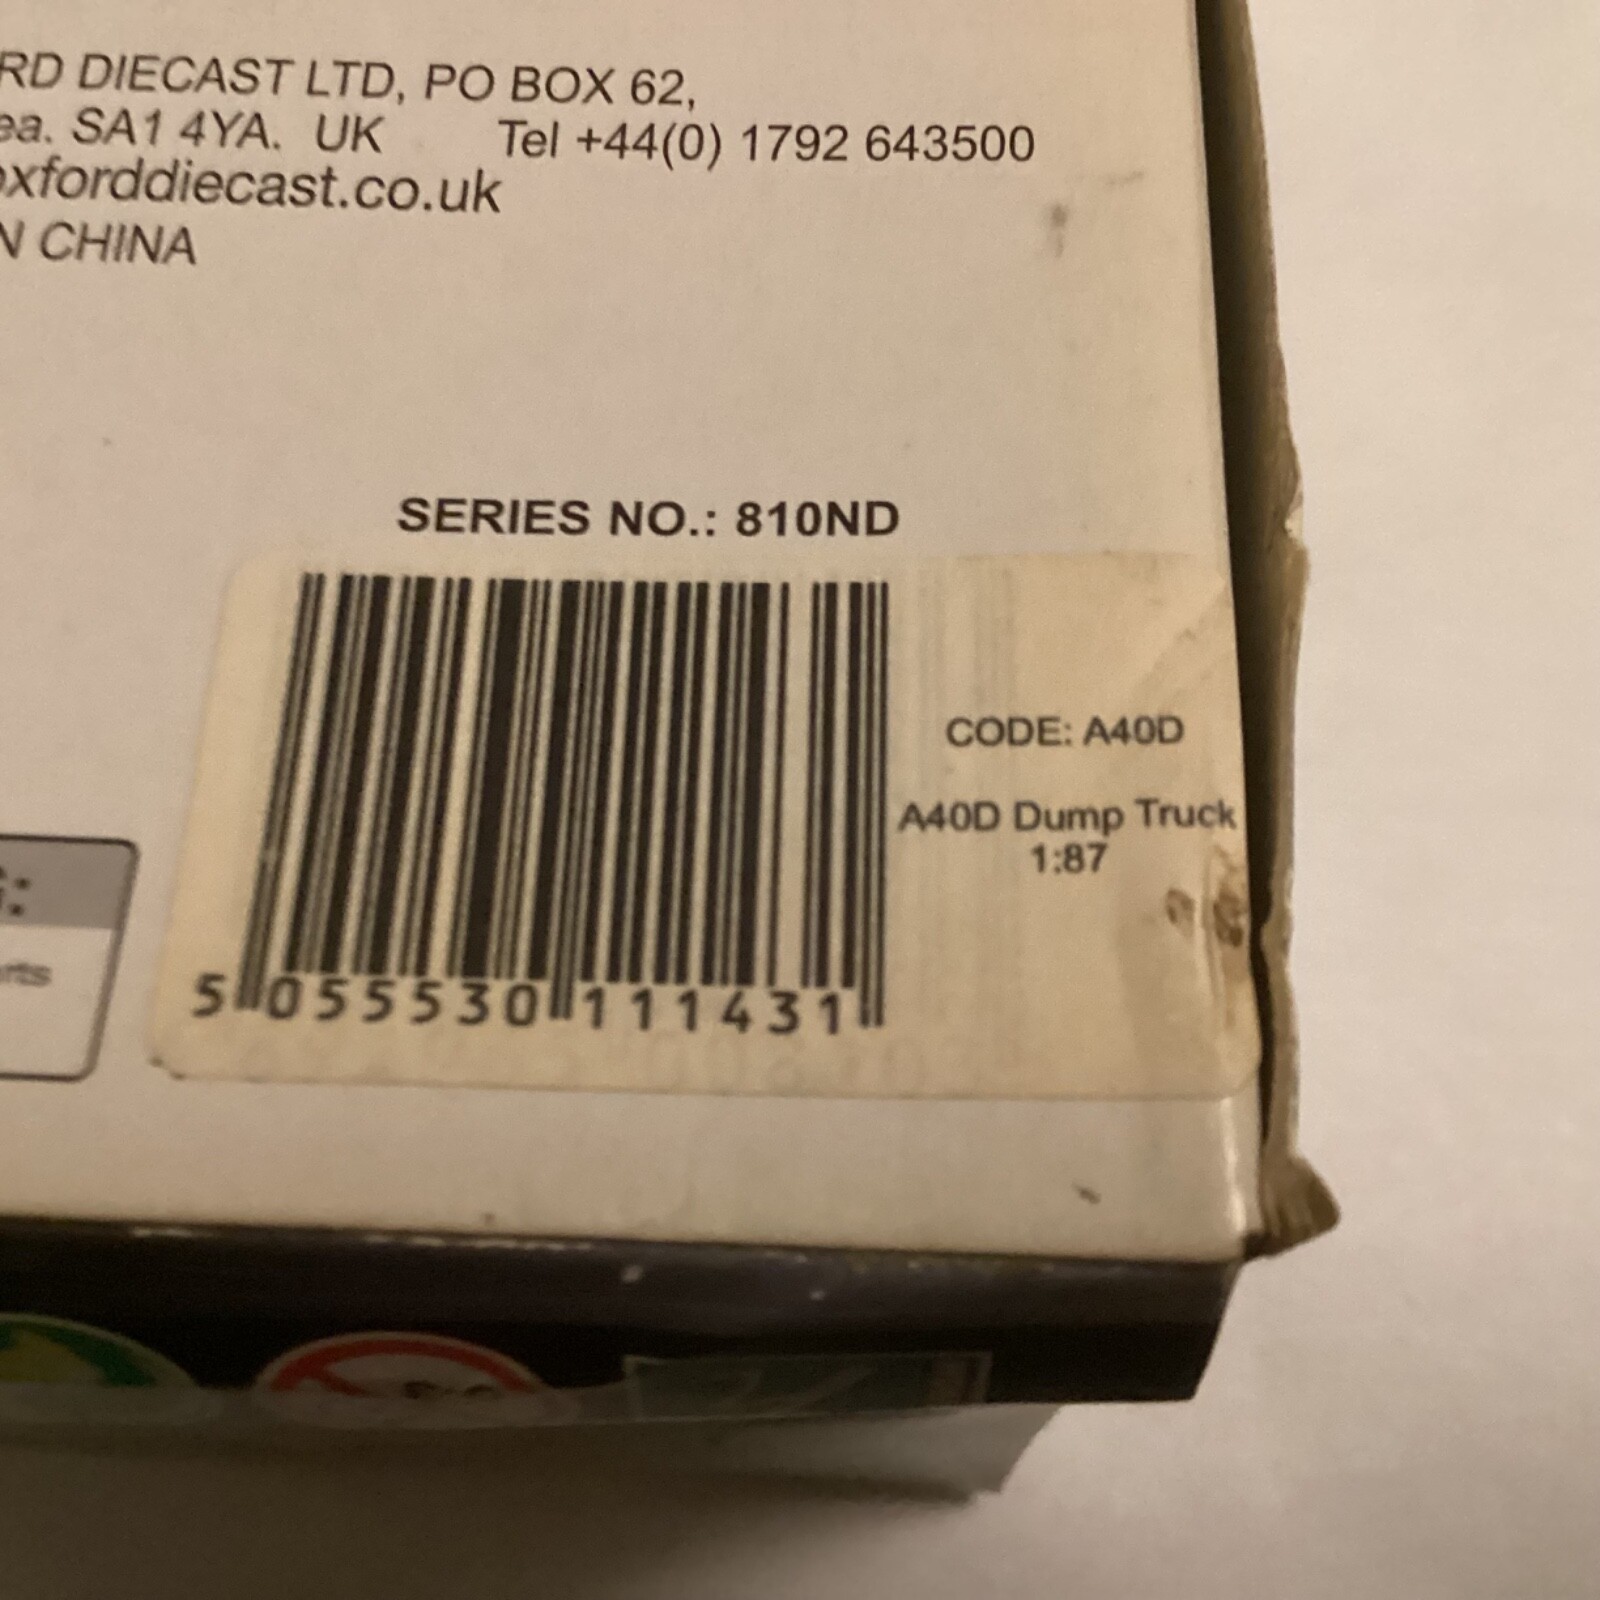 RD DIECAST LTD, PO BOX 62,
ea. SA1 4YA. UK Tel +44(0) 1792 643500
oxforddiecast.co.uk
N CHINA
SERIES NO.: 810ND
CODE: A40D
A40D Dump Truck
1:87
5 055530 111431